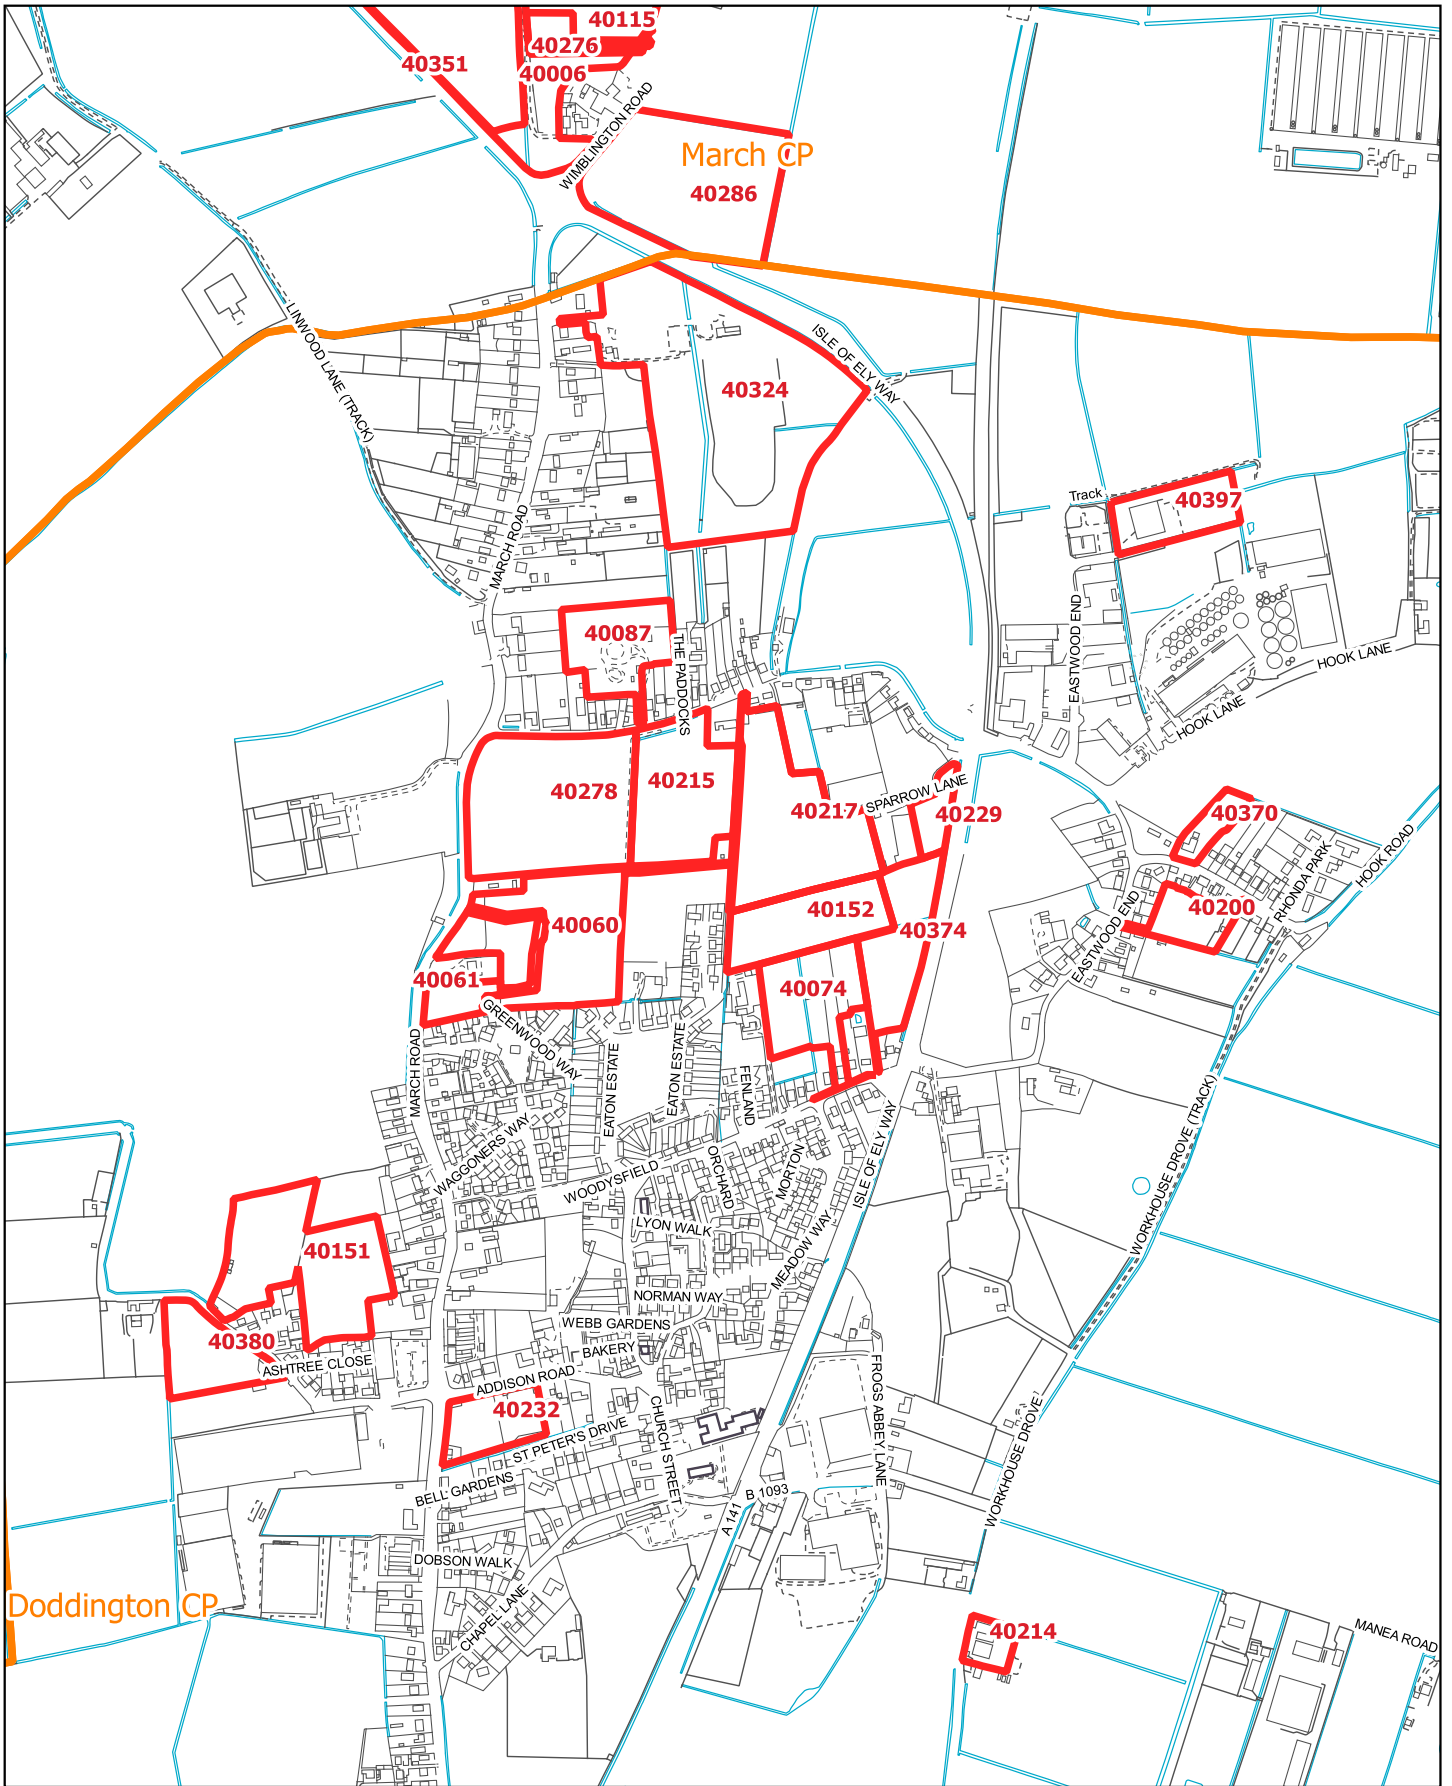 40115
40276
40351
40006
WIMBLINGTON ROAD
March CP
40286
LINWOOD LANE (TRACK)
ISLE OF ELY WAY
40324
MARCH ROAD
Track
40397
EASTWOOD END
40087
THE PADDOCKS
HOOK LANE
HOOK LANE
40278
40215
40217
SPARROW LANE
40229
40370
HOOK ROAD
RHONDA PARK
40200
EASTWOOD END
40152
40374
40060
40061
40074
GREENWOOD WAY
MARCH ROAD
EATON ESTATE
EATON ESTATE
FENLAND
WAGGONERS WAY
WOODYSFIELD
ORCHARD
MORTON
ISLE OF ELY WAY
WORKHOUSE DROVE (TRACK)
LYON WALK
MEADOW WAY
40151
NORMAN WAY
WEBB GARDENS
40380
BAKERY
ASHTREE CLOSE
ADDISON ROAD
FROGS ABBEY LANE
40232
CHURCH STREET
ST PETER'S DRIVE
BELL GARDENS
WORKHOUSE DROVE
B 1093
A 141
DOBSON WALK
CHAPEL LANE
Doddington CP
40214
MANEA ROAD